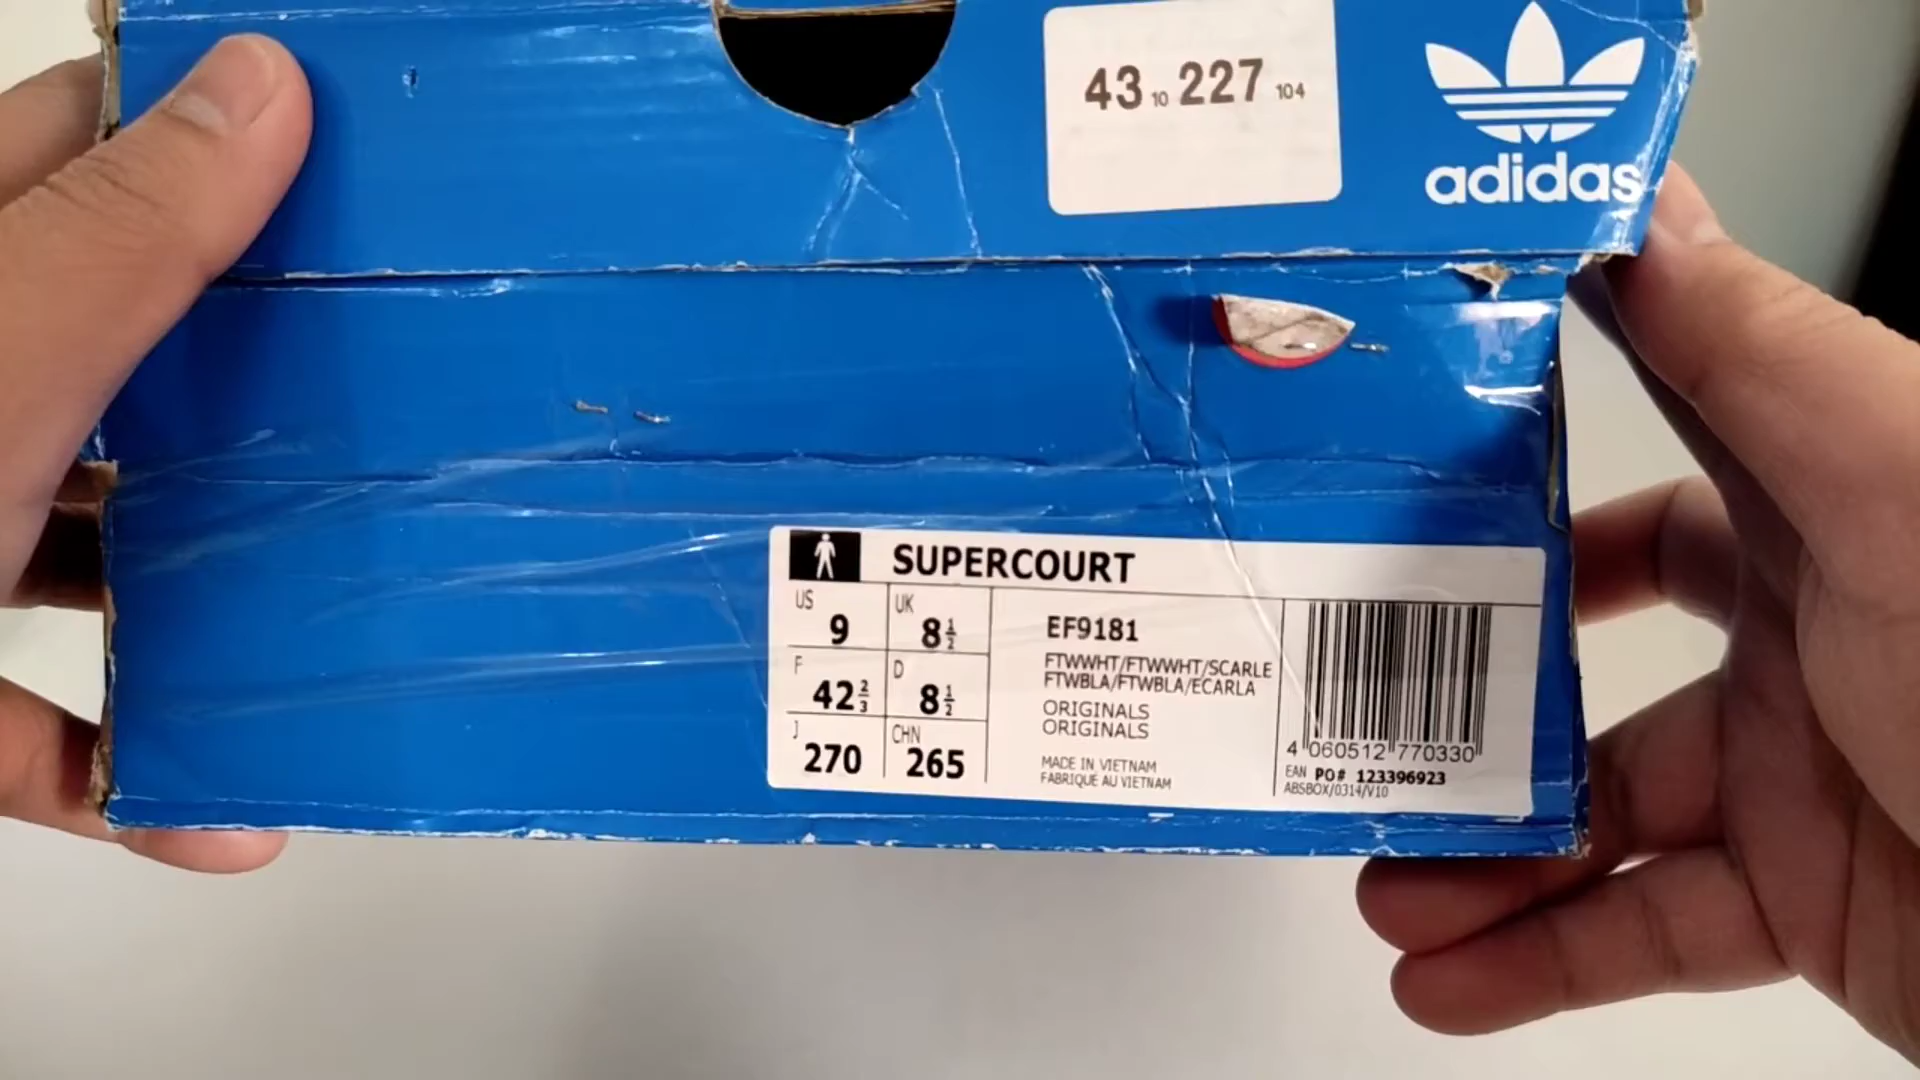 43 10 227 104
adidas
SUPERCOURT
US 9
UK 8 1/2
F 42 2/3
D 8 1/2
J 270
CHN 265
EF9181
FTWWHT/FTWWHT/SCARLE
FTWBLA/FTWBLA/ECARLA
ORIGINALS
ORIGINALS
MADE IN VIETNAM
FABRIQUE AU VIETNAM
4 060512 770330
EAN PO# 123396923
ABSBOX/0314/V10